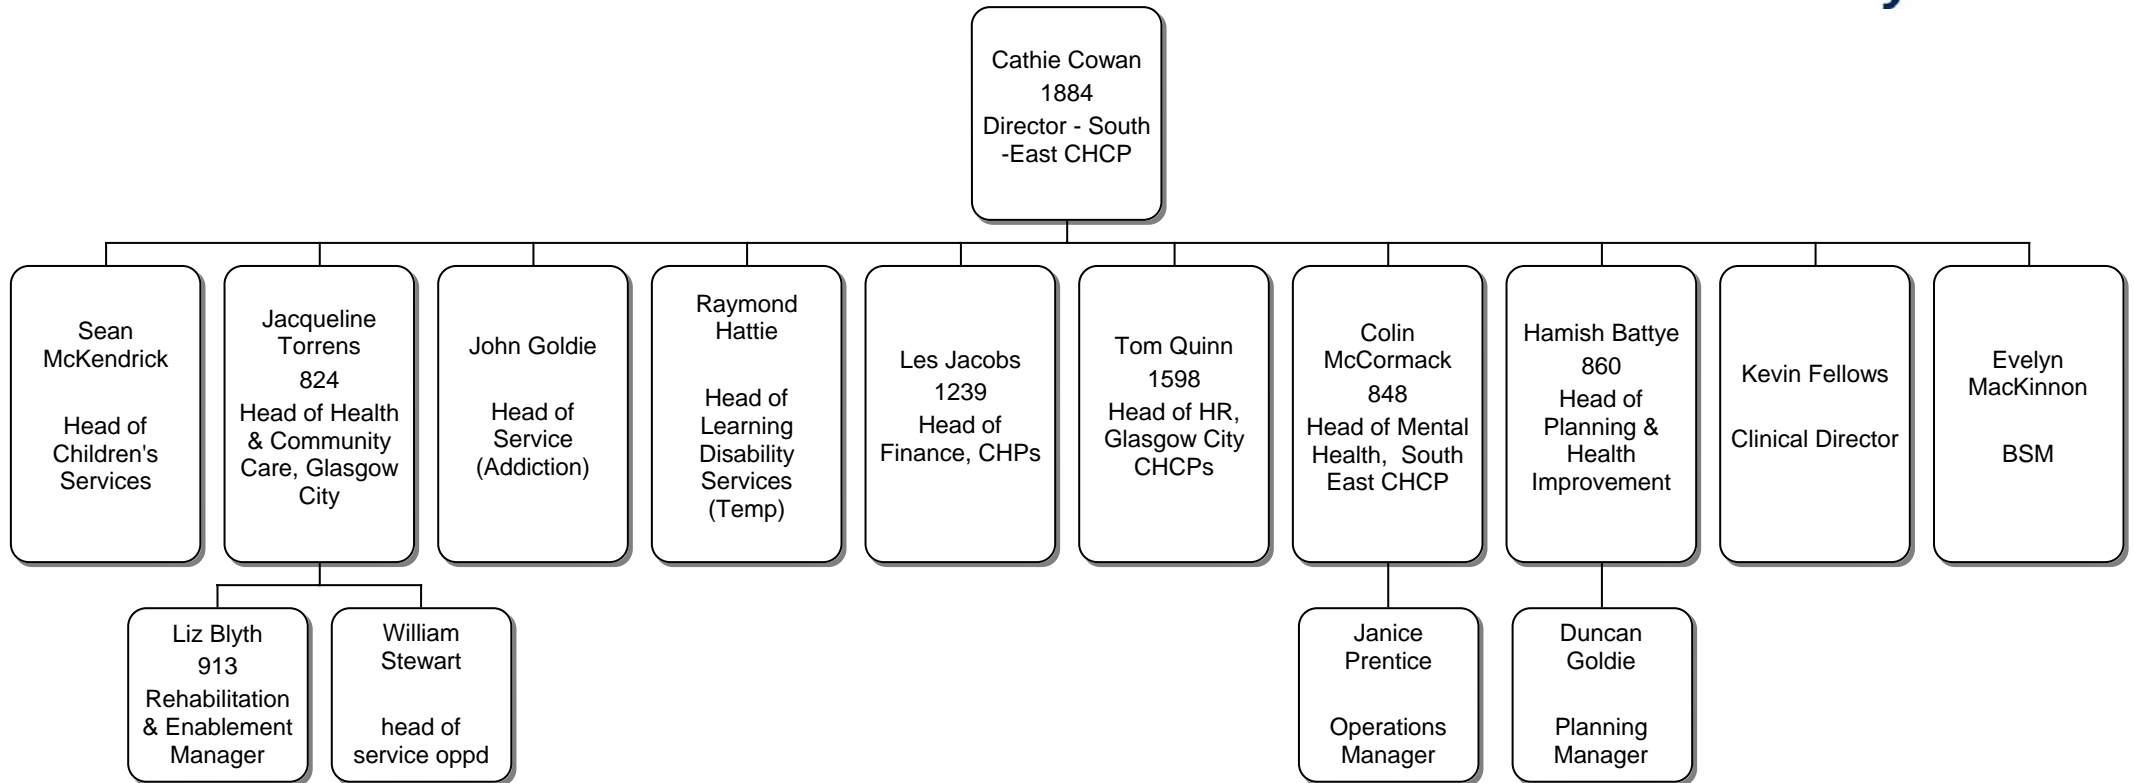 Cathie Cowan
1884
Director - South
-East CHCP
Sean
McKendrick
Head of
Children's
Services
Jacqueline
Torrens
824
Head of Health
& Community
Care, Glasgow
City
John Goldie
Head of
Service
(Addiction)
Raymond
Hattie
Head of
Learning
Disability
Services
(Temp)
Les Jacobs
1239
Head of
Finance, CHPs
Tom Quinn
1598
Head of HR,
Glasgow City
CHCPs
Colin
McCormack
848
Head of Mental
Health,  South
East CHCP
Hamish Battye
860
Head of
Planning &
Health
Improvement
Kevin Fellows
Clinical Director
Evelyn
MacKinnon
BSM
Liz Blyth
913
Rehabilitation
& Enablement
Manager
William
Stewart
head of
service oppd
Janice
Prentice
Operations
Manager
Duncan
Goldie
Planning
Manager